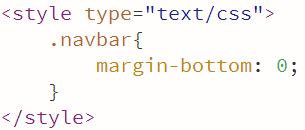 <style type="text/css">
    .navbar{
        margin-bottom: 0;
    }
</style>